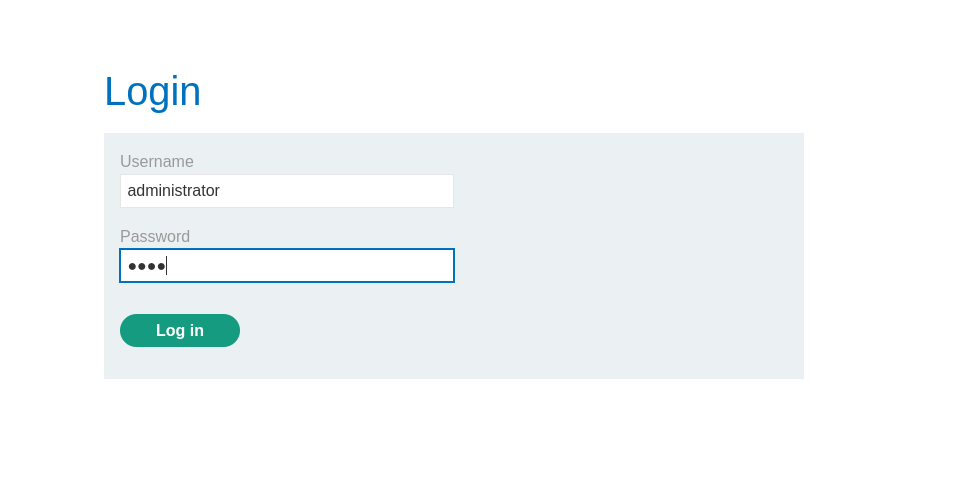 Login
Username
administrator
Password
●●●●
Log in